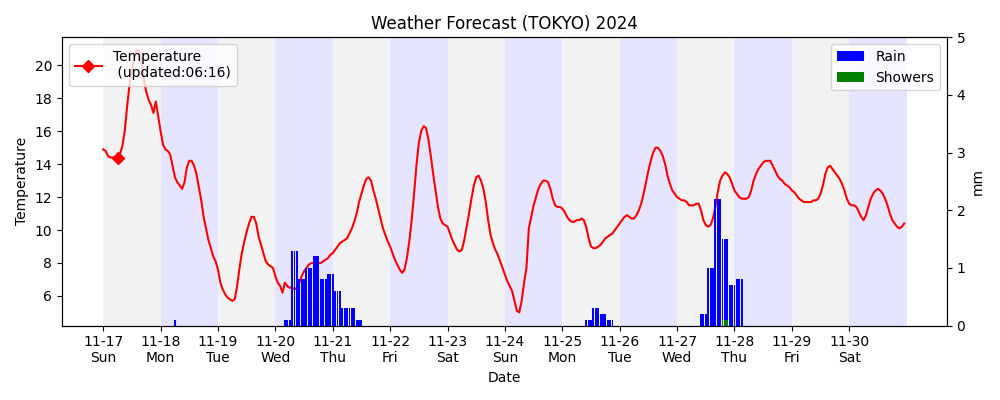 Weather Forecast (TOKYO) 2024
Temperature
(updated:06:16)
Rain
Showers
Temperature
20
18
16
14
12
10
8
6
5
4
3
2
1
0
mm
11-17 11-18 11-19 11-20 11-21 11-22 11-23 11-24 11-25 11-26 11-27 11-28 11-29 11-30
Sun Mon Tue Wed Thu Fri Sat Sun Mon Tue Wed Thu Fri Sat
Date